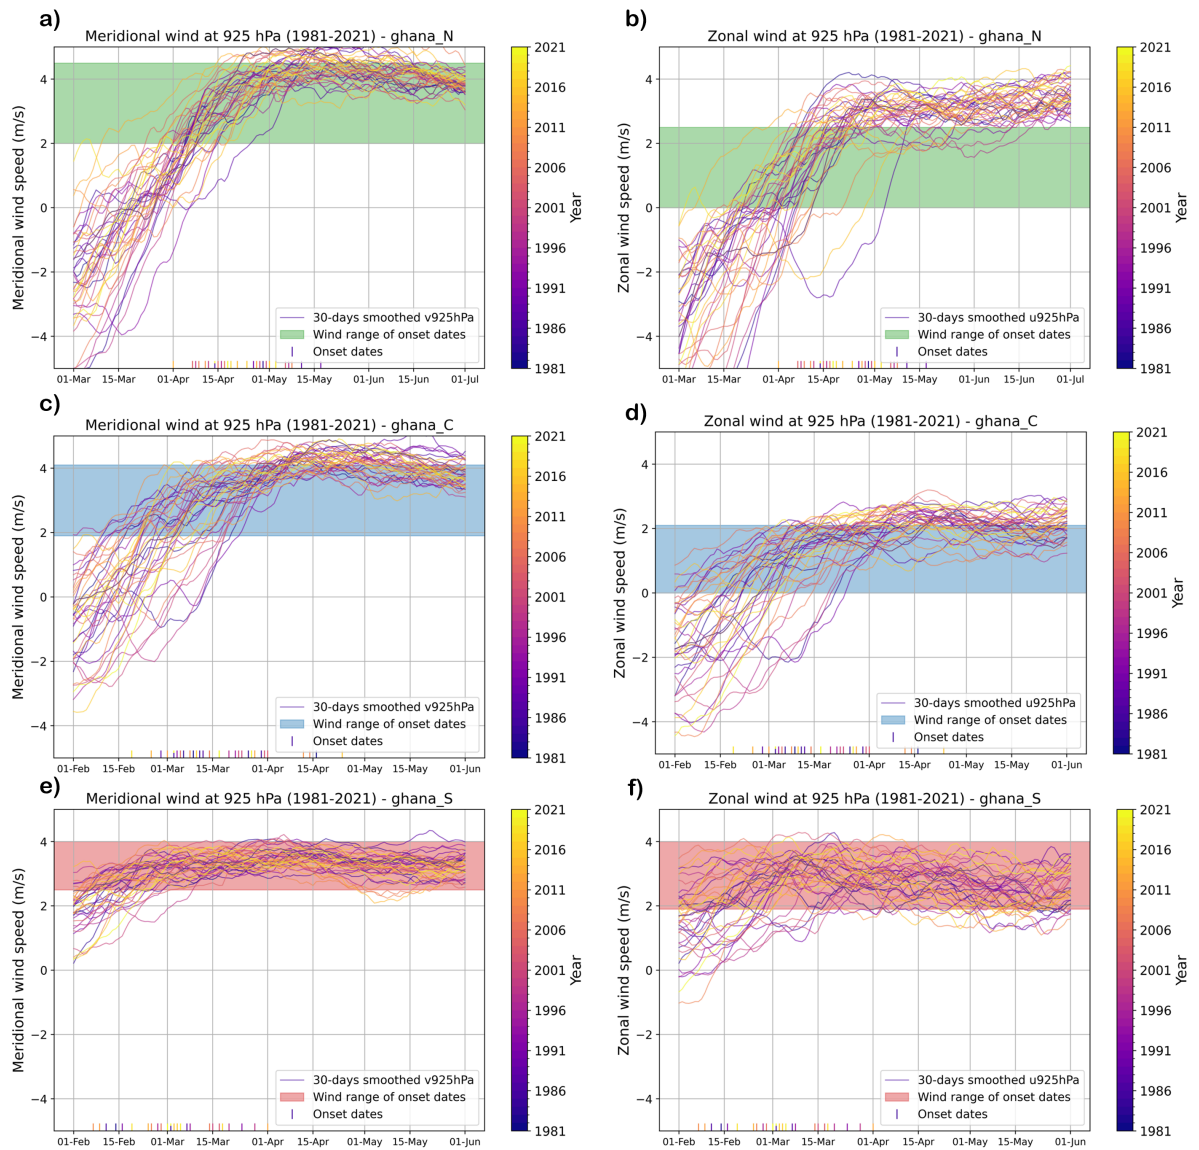 a)
Meridional wind at 925 hPa (1981-2021) - ghana_N
Meridional wind speed (m/s)
4
2
0
−2
−4
01-Mar 15-Mar 01-Apr 15-Apr 01-May 15-May 01-Jun 15-Jun 01-Jul
30-days smoothed v925hPa
Wind range of onset dates
Onset dates
2021
2016
2011
2006
2001
1996
1991
1986
1981
Year
b)
Zonal wind at 925 hPa (1981-2021) - ghana_N
Zonal wind speed (m/s)
4
2
0
−2
−4
01-Mar 15-Mar 01-Apr 15-Apr 01-May 15-May 01-Jun 15-Jun 01-Jul
30-days smoothed u925hPa
Wind range of onset dates
Onset dates
2021
2016
2011
2006
2001
1996
1991
1986
1981
Year
c)
Meridional wind at 925 hPa (1981-2021) - ghana_C
Meridional wind speed (m/s)
4
2
0
−2
−4
01-Feb 15-Feb 01-Mar 15-Mar 01-Apr 15-Apr 01-May 15-May 01-Jun
30-days smoothed v925hPa
Wind range of onset dates
Onset dates
2021
2016
2011
2006
2001
1996
1991
1986
1981
Year
d)
Zonal wind at 925 hPa (1981-2021) - ghana_C
Zonal wind speed (m/s)
4
2
0
−2
−4
01-Feb 15-Feb 01-Mar 15-Mar 01-Apr 15-Apr 01-May 15-May 01-Jun
30-days smoothed u925hPa
Wind range of onset dates
Onset dates
2021
2016
2011
2006
2001
1996
1991
1986
1981
Year
e)
Meridional wind at 925 hPa (1981-2021) - ghana_S
Meridional wind speed (m/s)
4
2
0
−2
−4
01-Feb 15-Feb 01-Mar 15-Mar 01-Apr 15-Apr 01-May 15-May 01-Jun
30-days smoothed v925hPa
Wind range of onset dates
Onset dates
2021
2016
2011
2006
2001
1996
1991
1986
1981
Year
f)
Zonal wind at 925 hPa (1981-2021) - ghana_S
Zonal wind speed (m/s)
4
2
0
−2
−4
01-Feb 15-Feb 01-Mar 15-Mar 01-Apr 15-Apr 01-May 15-May 01-Jun
30-days smoothed u925hPa
Wind range of onset dates
Onset dates
2021
2016
2011
2006
2001
1996
1991
1986
1981
Year